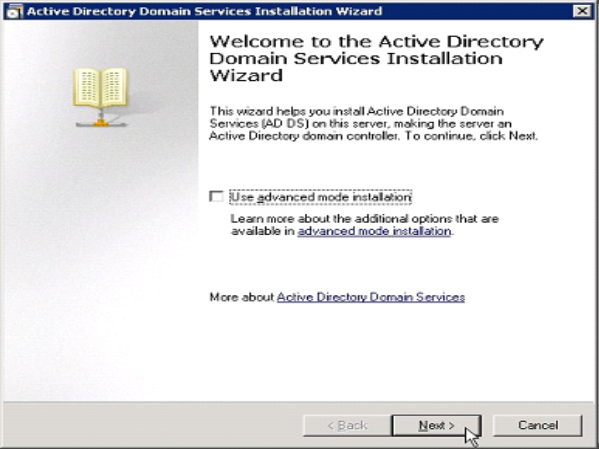 Active Directory Domain Services Installation Wizard
Welcome to the Active Directory
Domain Services Installation
Wizard
This wizard helps you install Active Directory Domain
Services (AD DS) on this server, making the server an
Active Directory domain controller. To continue, click Next.
Use advanced mode installation
Learn more about the additional options that are
available in advanced mode installation.
More about Active Directory Domain Services
< Back Next > Cancel